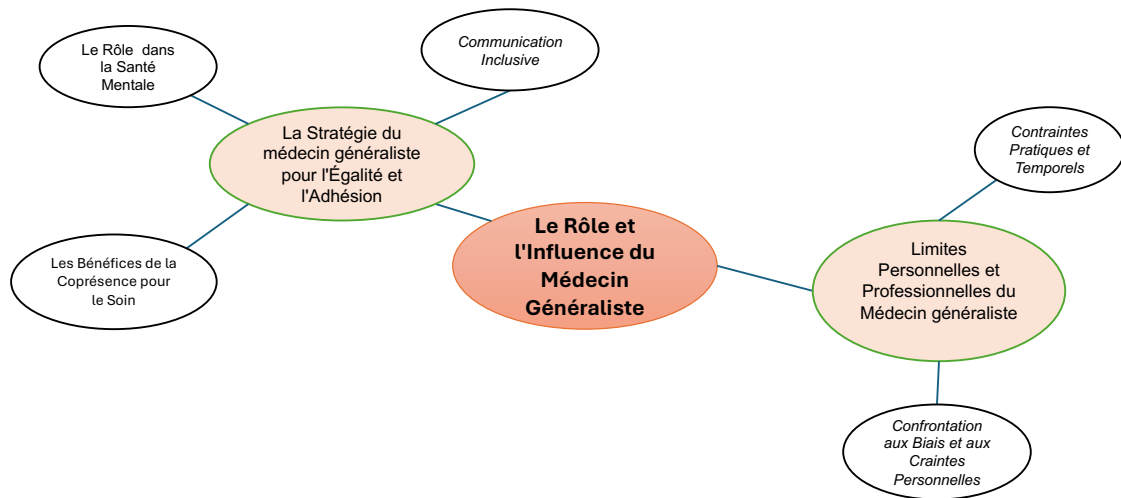 Le Rôle dans
la Santé
Mentale
Communication
Inclusive
La Stratégie du
médecin généraliste
pour l'Égalité et
l'Adhésion
Contraintes
Pratiques et
Temporels
Les Bénéfices de la
Coprésence pour
le Soin
Le Rôle et
l'Influence du
Médecin
Généraliste
Limites
Personnelles et
Professionnelles du
Médecin généraliste
Confrontation
aux Biais et aux
Craintes
Personnelles